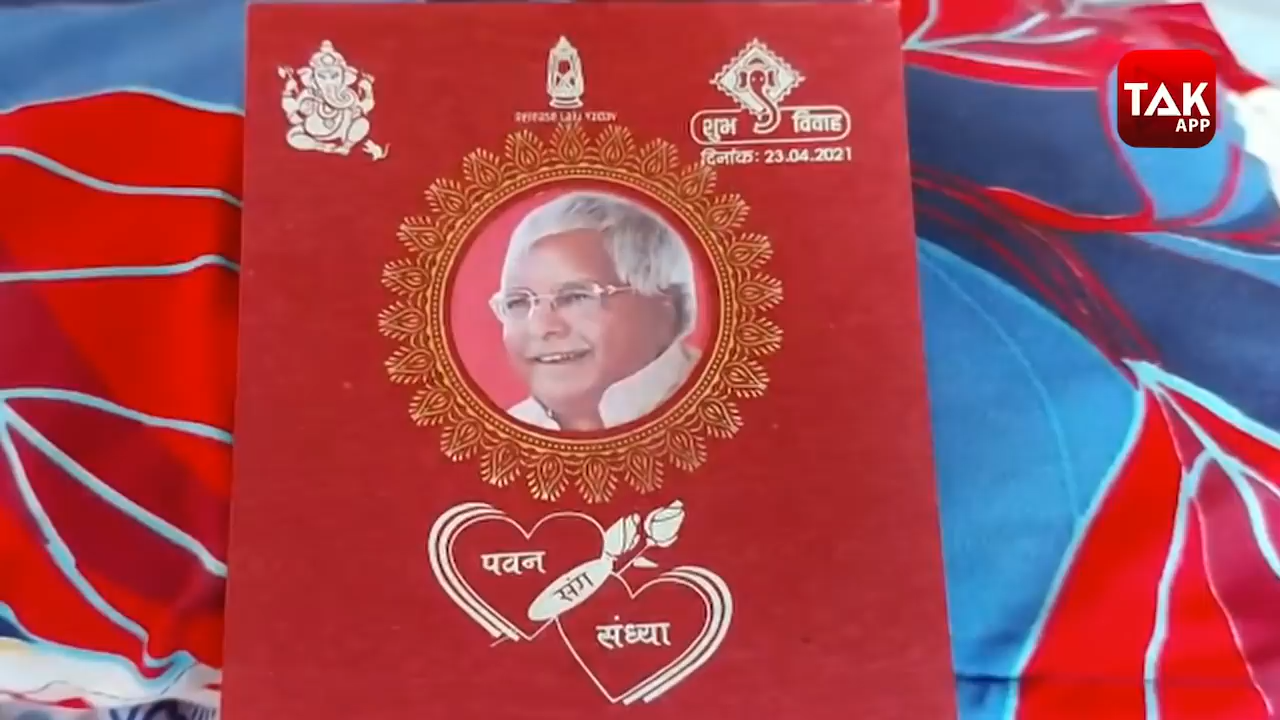 Release Lalu Yadav
शुभ विवाह
दिनांक: 23.04.2021
TAK
APP
पवन
संग
संध्या